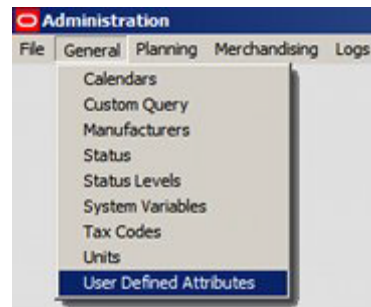 Administration
File General Planning Merchandising Logs
Calendars
Custom Query
Manufacturers
Status
Status Levels
System Variables
Tax Codes
Units
User Defined Attributes